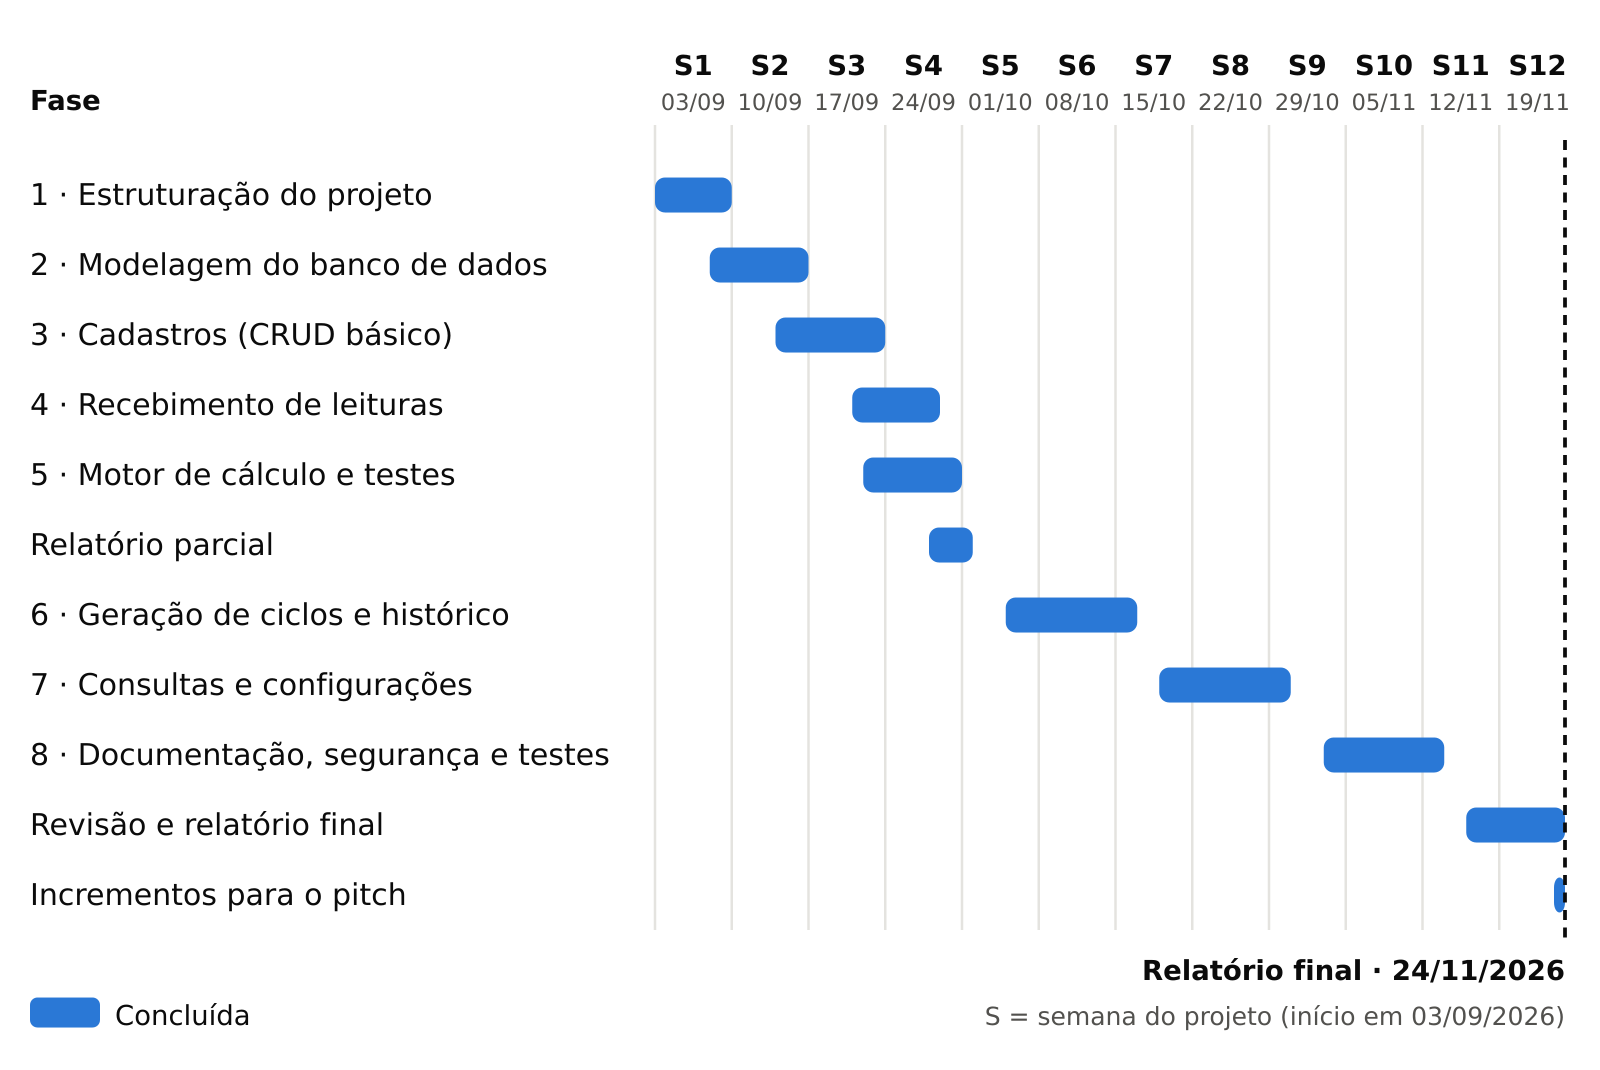 S1 S2 S3 S4 S5 S6 S7 S8 S9 S10 S11 S12
Fase 03/09 10/09 17/09 24/09 01/10 08/10 15/10 22/10 29/10 05/11 12/11 19/11
1 · Estruturação do projeto
2 · Modelagem do banco de dados
3 · Cadastros (CRUD básico)
4 · Recebimento de leituras
5 · Motor de cálculo e testes
Relatório parcial
6 · Geração de ciclos e histórico
7 · Consultas e configurações
8 · Documentação, segurança e testes
Revisão e relatório final
Incrementos para o pitch
Relatório final · 24/11/2026
Concluída
S = semana do projeto (início em 03/09/2026)